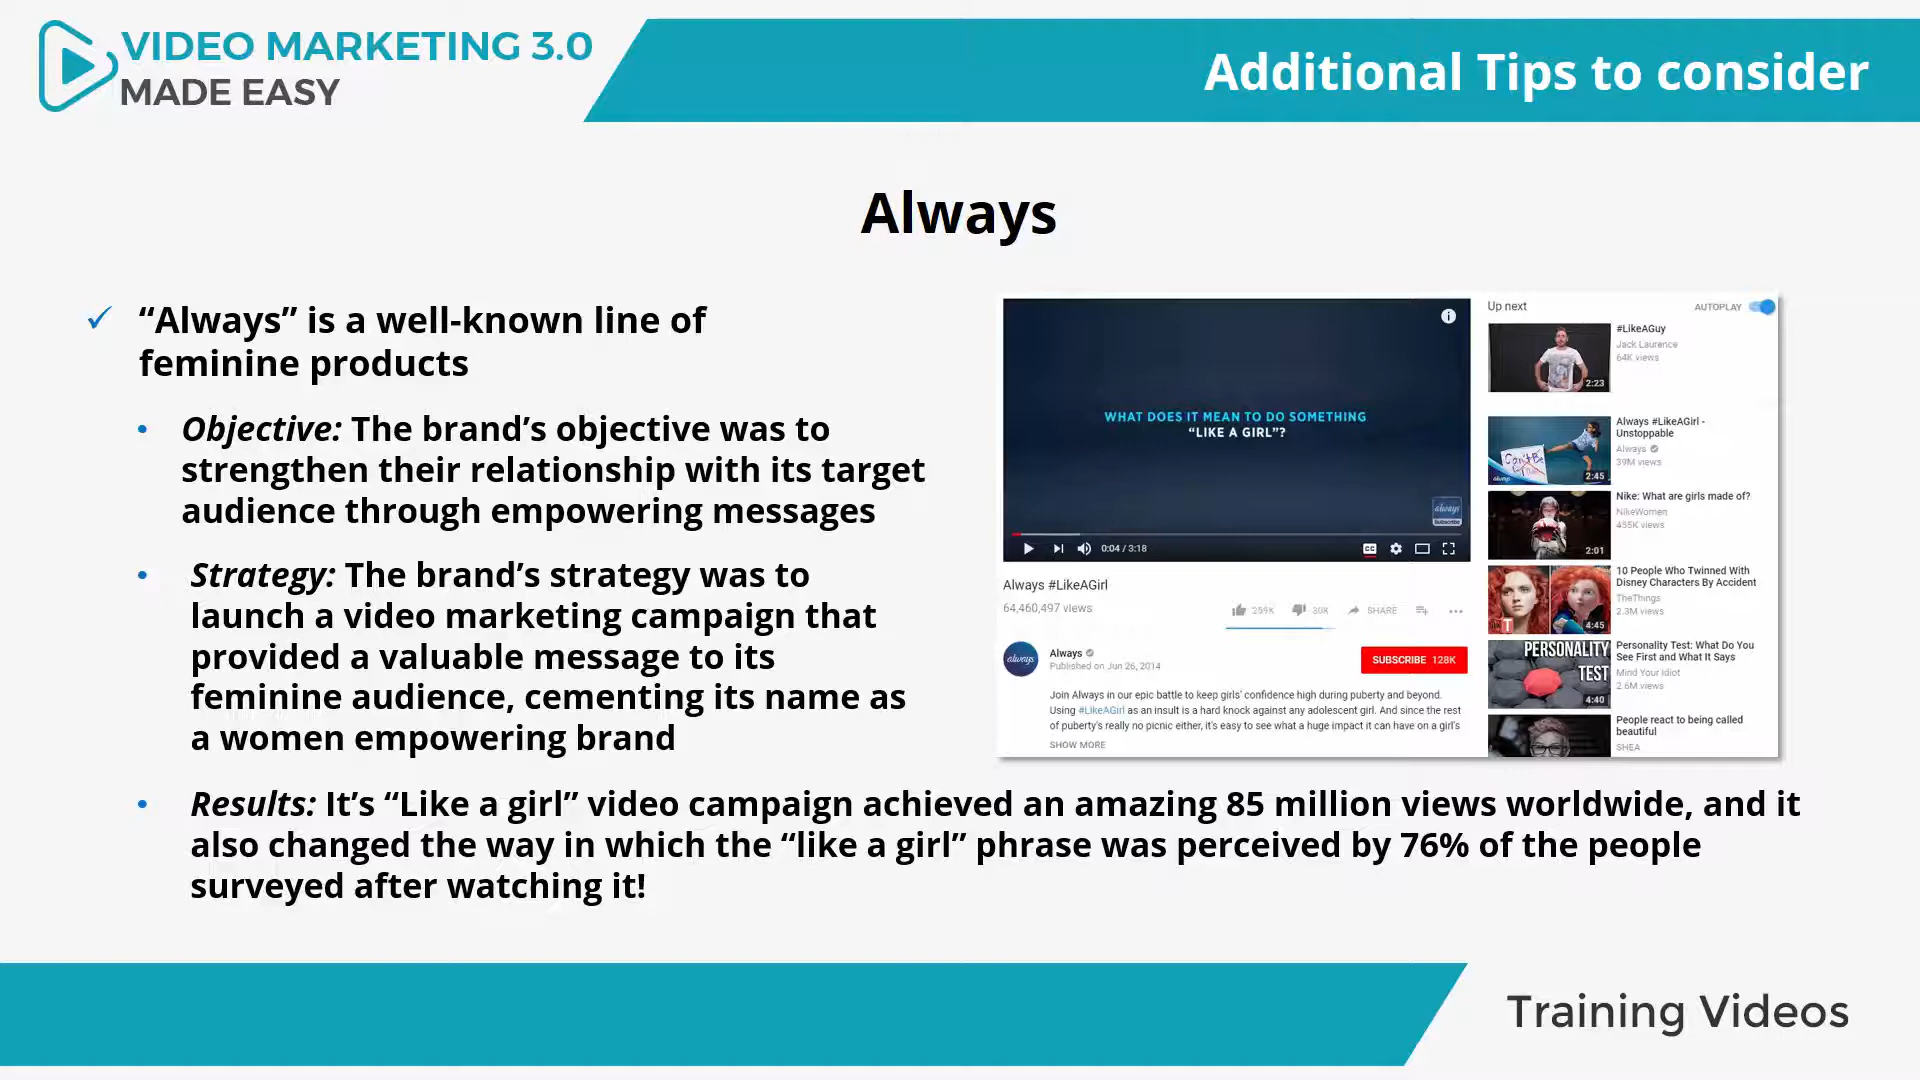 VIDEO MARKETING 3.0
MADE EASY
Additional Tips to consider
Always
“Always” is a well-known line of
feminine products
Objective: The brand’s objective was to
strengthen their relationship with its target
audience through empowering messages
Strategy: The brand’s strategy was to
launch a video marketing campaign that
provided a valuable message to its
feminine audience, cementing its name as
a women empowering brand
Results: It’s “Like a girl” video campaign achieved an amazing 85 million views worldwide, and it
also changed the way in which the “like a girl” phrase was perceived by 76% of the people
surveyed after watching it!
WHAT DOES IT MEAN TO DO SOMETHING
“LIKE A GIRL”?
always
Subscribe
0:04 / 3:18
CC
Always #LikeAGirl
64,460,497 views
259K
30K
SHARE
always
Always
Published on Jun 26, 2014
SUBSCRIBE 128K
Join Always in our epic battle to keep girls' confidence high during puberty and beyond.
Using #LikeAGirl as an insult is a hard knock against any adolescent girl. And since the rest
of puberty's really no picnic either, it's easy to see what a huge impact it can have on a girl's
SHOW MORE
Up next
AUTOPLAY
#LikeAGuy
Jack Laurence
64K views
2:23
Always #LikeAGirl -
Unstoppable
Always
39M views
always
2:45
Nike: What are girls made of?
NikeWomen
455K views
2:01
10 People Who Twinned With
Disney Characters By Accident
TheThings
2.3M views
T
4:45
PERSONALITY
TEST
Personality Test: What Do You
See First and What It Says
Mind Your Idiot
2.6M views
4:40
People react to being called
beautiful
SHEA
Training Videos